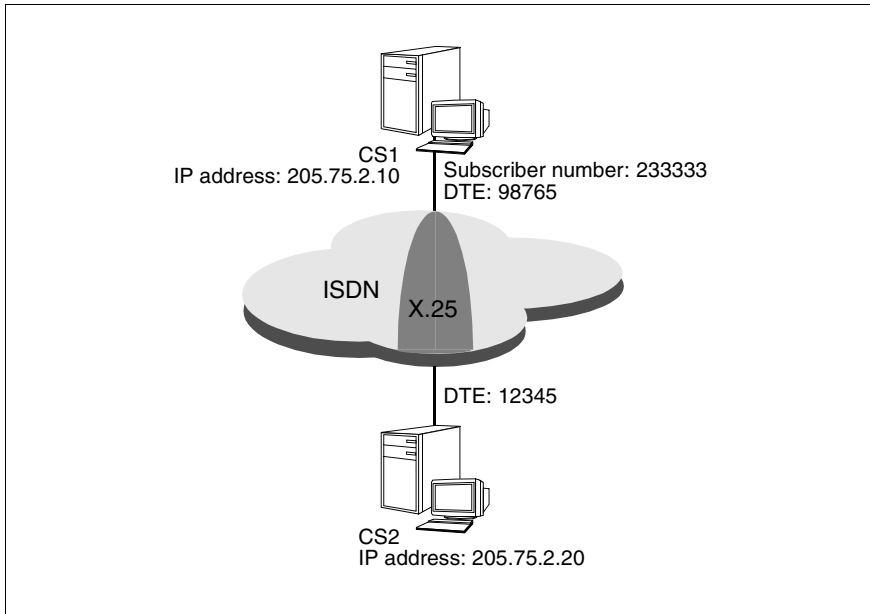 CS1
IP address: 205.75.2.10
Subscriber number: 233333
DTE: 98765
ISDN
X.25
DTE: 12345
CS2
IP address: 205.75.2.20